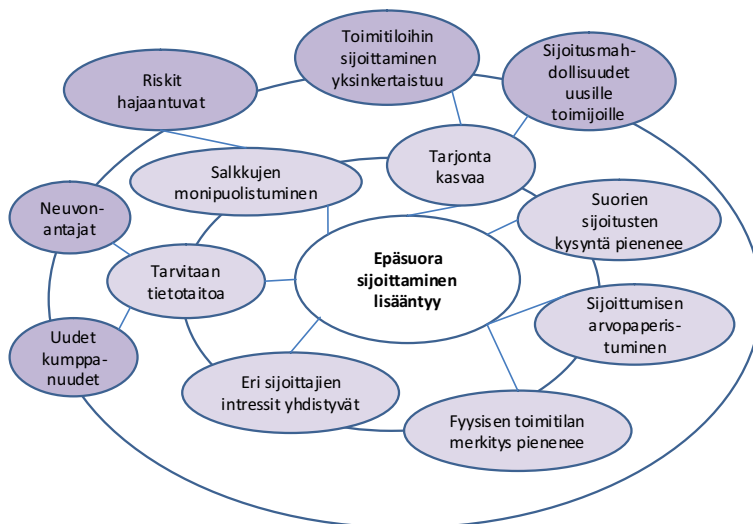 Toimitiloihin
sijoittaminen
yksinkertaistuu
Sijoitusmah-
dollisuudet
uusille
toimijoille
Riskit
hajaantuvat
Tarjonta
kasvaa
Salkkujen
monipuolistuminen
Neuvon-
antajat
Suorien
sijoitusten
kysyntä pienenee
Epäsuora
sijoittaminen
lisääntyy
Tarvitaan
tietotaitoa
Sijoittumisen
arvopaperis-
tuminen
Uudet
kumppa-
nuudet
Eri sijoittajien
intressit yhdistyvät
Fyysisen toimitilan
merkitys pienenee